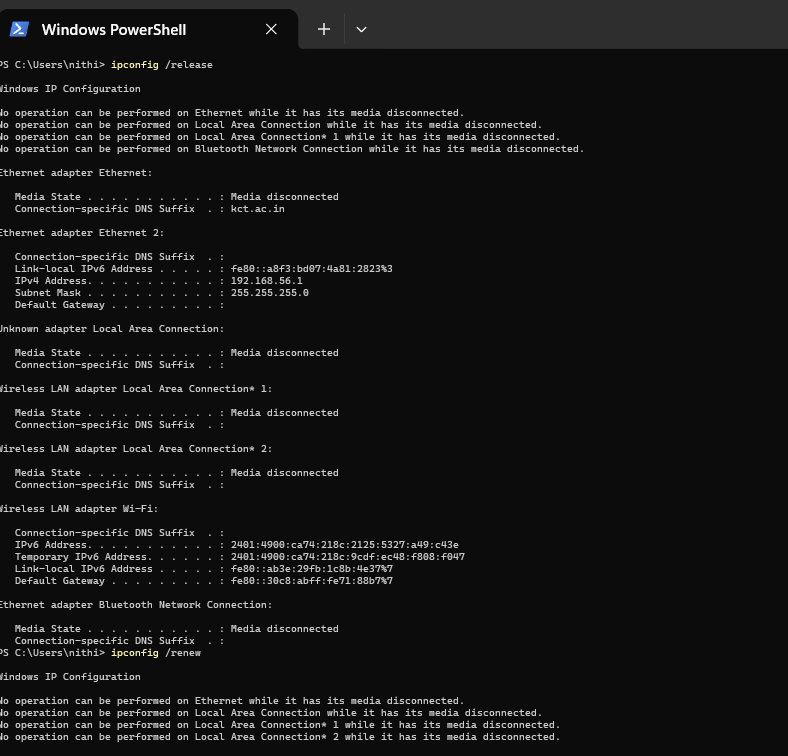 Windows PowerShell
PS C:\Users\nithi> ipconfig /release
Windows IP Configuration
No operation can be performed on Ethernet while it has its media disconnected.
No operation can be performed on Local Area Connection while it has its media disconnected.
No operation can be performed on Local Area Connection* 1 while it has its media disconnected.
No operation can be performed on Bluetooth Network Connection while it has its media disconnected.
Ethernet adapter Ethernet:
Media State . . . . . . . . . . . : Media disconnected
Connection-specific DNS Suffix  . : kct.ac.in
Ethernet adapter Ethernet 2:
Connection-specific DNS Suffix  . :
Link-local IPv6 Address . . . . . : fe80::a8f3:bd07:4a81:2823%3
IPv4 Address. . . . . . . . . . . : 192.168.56.1
Subnet Mask . . . . . . . . . . . : 255.255.255.0
Default Gateway . . . . . . . . . :
Unknown adapter Local Area Connection:
Media State . . . . . . . . . . . : Media disconnected
Connection-specific DNS Suffix  . :
Wireless LAN adapter Local Area Connection* 1:
Media State . . . . . . . . . . . : Media disconnected
Connection-specific DNS Suffix  . :
Wireless LAN adapter Local Area Connection* 2:
Media State . . . . . . . . . . . : Media disconnected
Connection-specific DNS Suffix  . :
Wireless LAN adapter Wi-Fi:
Connection-specific DNS Suffix  . :
IPv6 Address. . . . . . . . . . . : 2401:4900:ca74:218c:2125:5327:a49:c43e
Temporary IPv6 Address. . . . . . : 2401:4900:ca74:218c:9cdf:ec48:f808:f047
Link-local IPv6 Address . . . . . : fe80::ab3e:29fb:1c8b:4e37%7
Default Gateway . . . . . . . . . : fe80::30c8:abff:fe71:88b7%7
Ethernet adapter Bluetooth Network Connection:
Media State . . . . . . . . . . . : Media disconnected
Connection-specific DNS Suffix  . :
PS C:\Users\nithi> ipconfig /renew
Windows IP Configuration
No operation can be performed on Ethernet while it has its media disconnected.
No operation can be performed on Local Area Connection while it has its media disconnected.
No operation can be performed on Local Area Connection* 1 while it has its media disconnected.
No operation can be performed on Local Area Connection* 2 while it has its media disconnected.